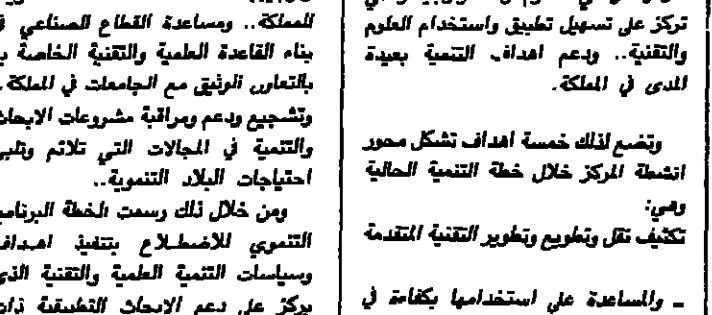 تركز على تسهيل تطبيق واستخدام العلوم
والتقنية.. ودعم اهداف التنمية بعيدة
المدى في المملكة.
وتضع لذلك خمسة اهداف تشكل محور
انشطة المركز خلال خطة التنمية الحالية
وهي:
تكثيف نقل وتطويع وتطوير التقنية المتقدمة
ـ والمساعدة على استخدامها بكفاءة في
للمملكة.. ومساعدة القطاع الصناعي
بناء القاعدة العلمية والتقنية الخاصة
بالتعاون الوثيق مع الجامعات في المملكة.
وتشجيع ودعم ومراقبة مشروعات الابحاث
والتنمية في المجالات التي تلائم وتلبي
احتياجات البلاد التنموية..
ومن خلال ذلك رسمت الخطة البرنامج
التنموي للاضطلاع بتنفيذ اهداف
وسياسات التنمية العلمية والتقنية الذي
يركز على دعم الابحاث التطبيقية ذات